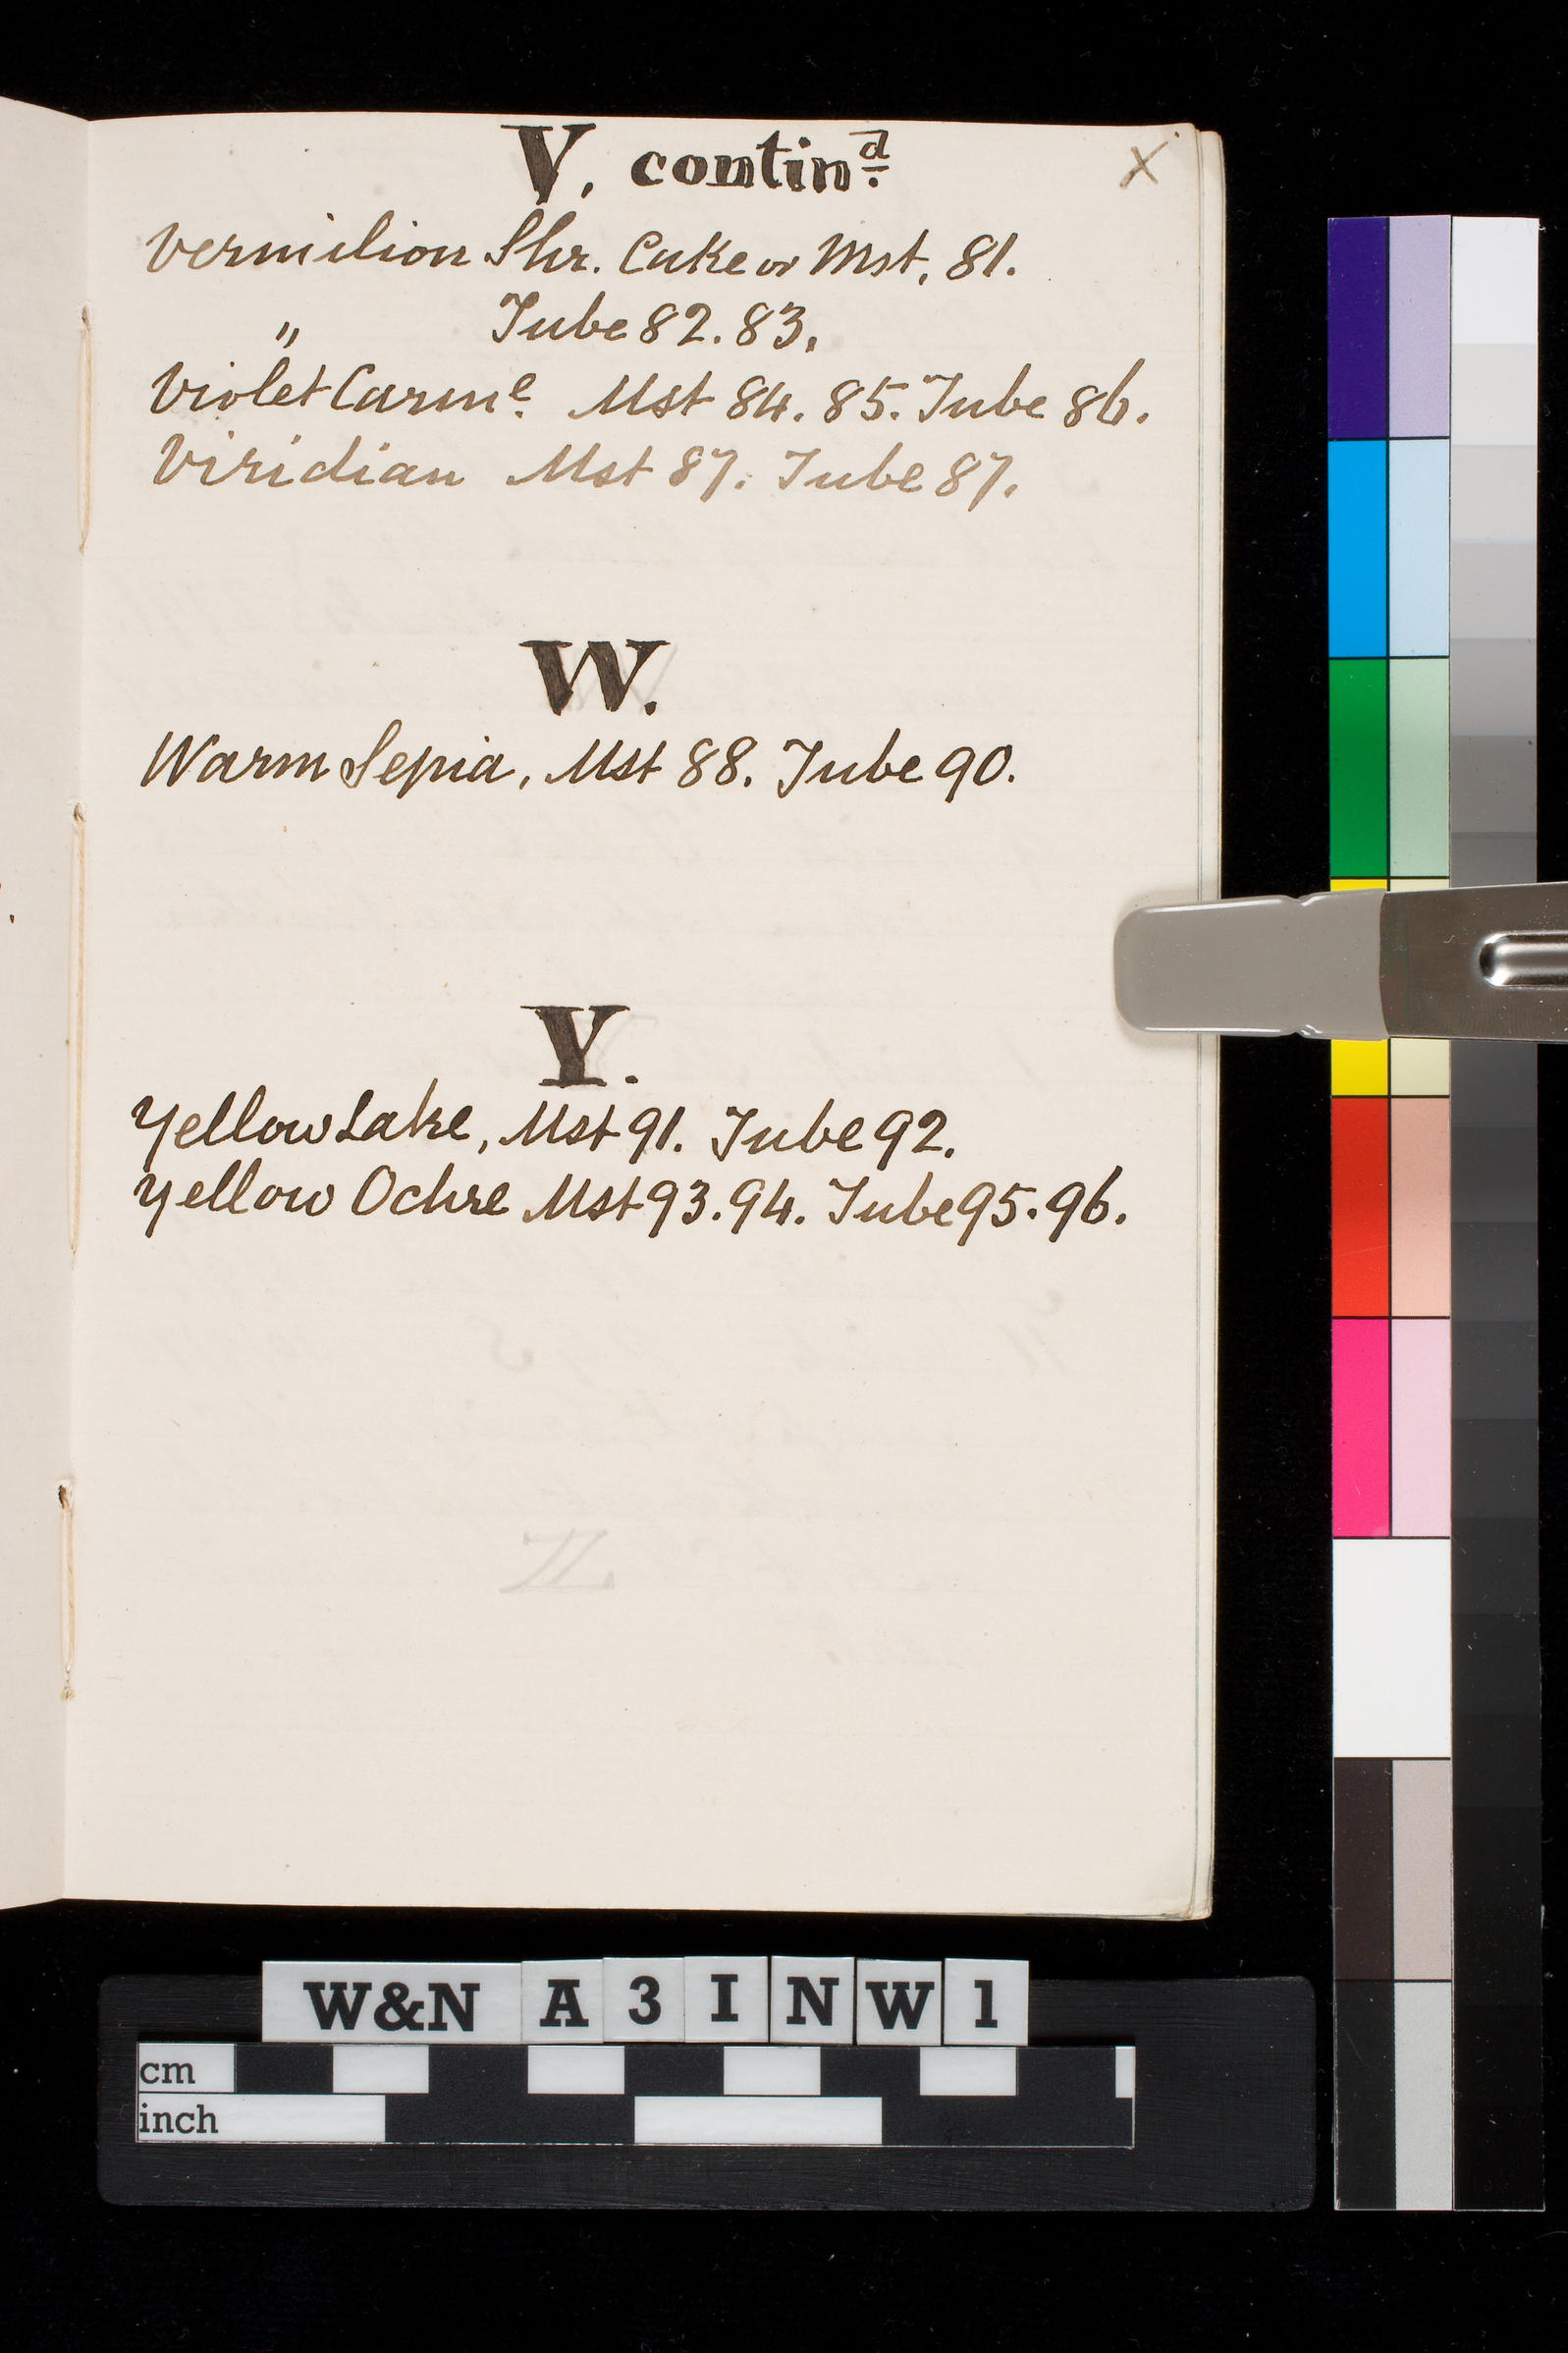 V. contin.d
X
Vermilion Shr. Cake or Mst. 81.
" Tube 82. 83.
Violet Carm.e Mst 84. 85. Tube 86.
Viridian Mst 87. Tube 87.
W.
Warm Sepia, Mst 88. Tube 90.
Y.
Yellow Lake, Mst 91. Tube 92.
Yellow Ochre Mst 93. 94. Tube 95. 96.
W&N A 3 I N W 1
cm
inch